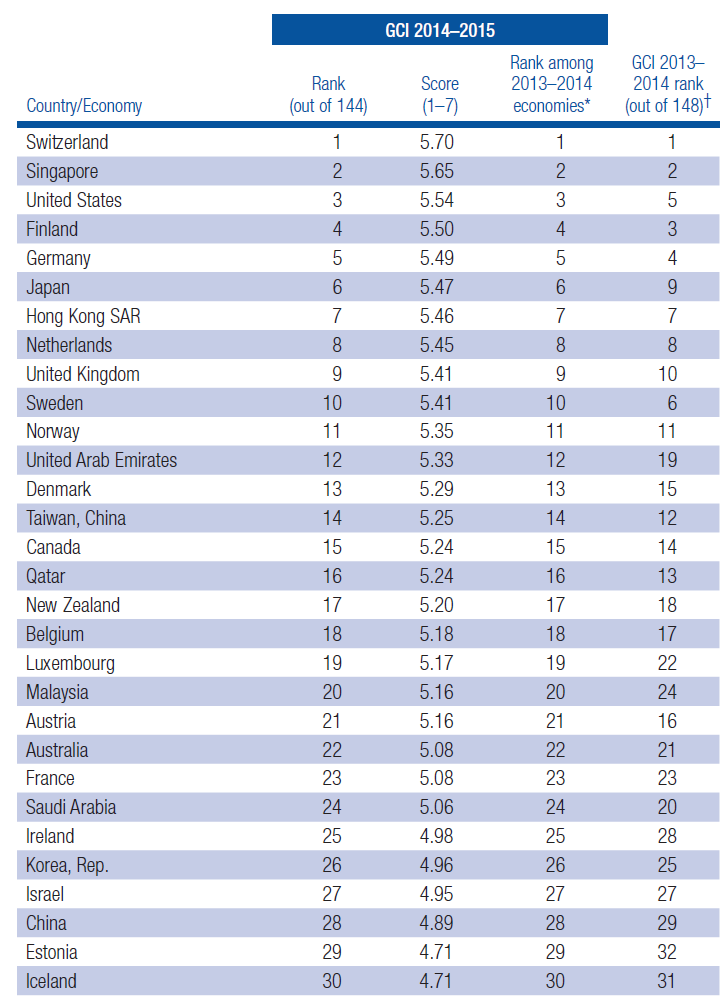 GCI 2014–2015
Country/Economy Rank (out of 144) Score (1–7) Rank among 2013–2014 economies* GCI 2013–2014 rank (out of 148)†
Switzerland 1 5.70 1 1
Singapore 2 5.65 2 2
United States 3 5.54 3 5
Finland 4 5.50 4 3
Germany 5 5.49 5 4
Japan 6 5.47 6 9
Hong Kong SAR 7 5.46 7 7
Netherlands 8 5.45 8 8
United Kingdom 9 5.41 9 10
Sweden 10 5.41 10 6
Norway 11 5.35 11 11
United Arab Emirates 12 5.33 12 19
Denmark 13 5.29 13 15
Taiwan, China 14 5.25 14 12
Canada 15 5.24 15 14
Qatar 16 5.24 16 13
New Zealand 17 5.20 17 18
Belgium 18 5.18 18 17
Luxembourg 19 5.17 19 22
Malaysia 20 5.16 20 24
Austria 21 5.16 21 16
Australia 22 5.08 22 21
France 23 5.08 23 23
Saudi Arabia 24 5.06 24 20
Ireland 25 4.98 25 28
Korea, Rep. 26 4.96 26 25
Israel 27 4.95 27 27
China 28 4.89 28 29
Estonia 29 4.71 29 32
Iceland 30 4.71 30 31